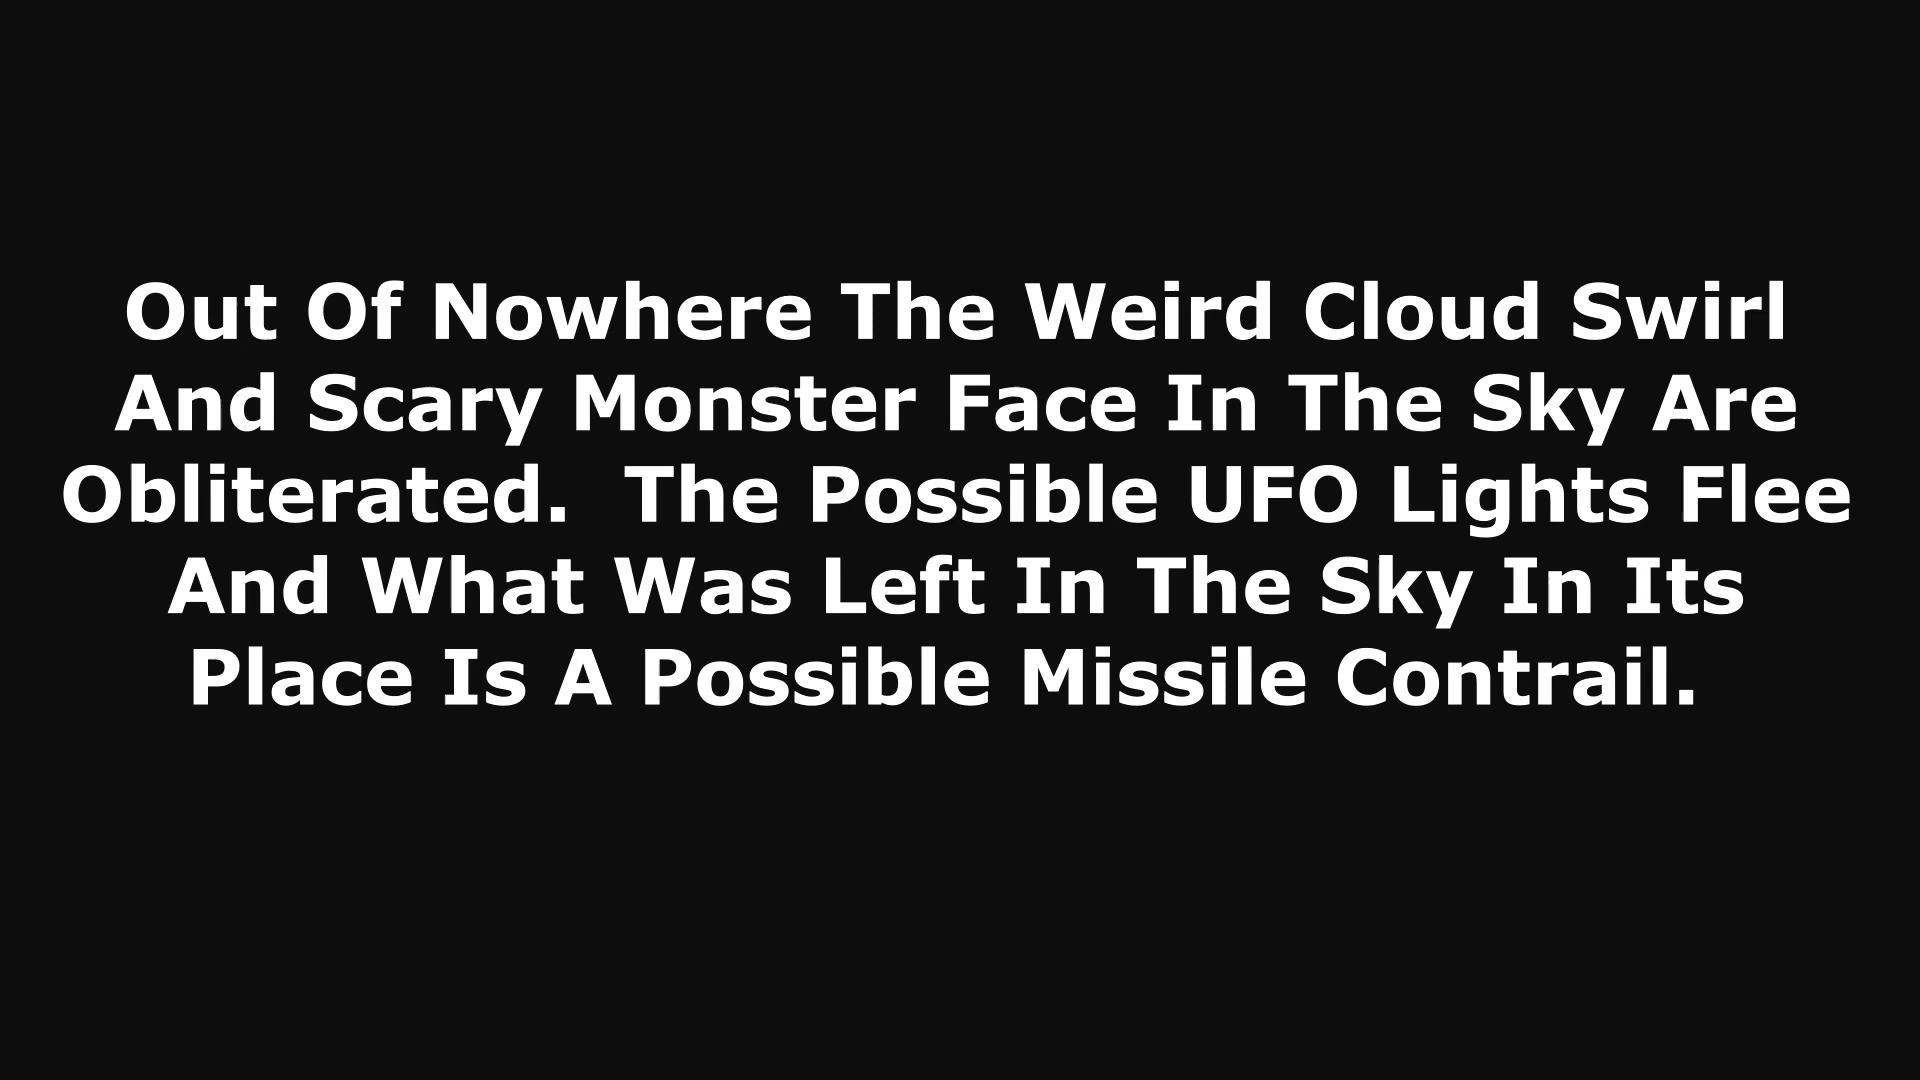 Out Of Nowhere The Weird Cloud Swirl
And Scary Monster Face In The Sky Are
Obliterated.  The Possible UFO Lights Flee
And What Was Left In The Sky In Its
Place Is A Possible Missile Contrail.